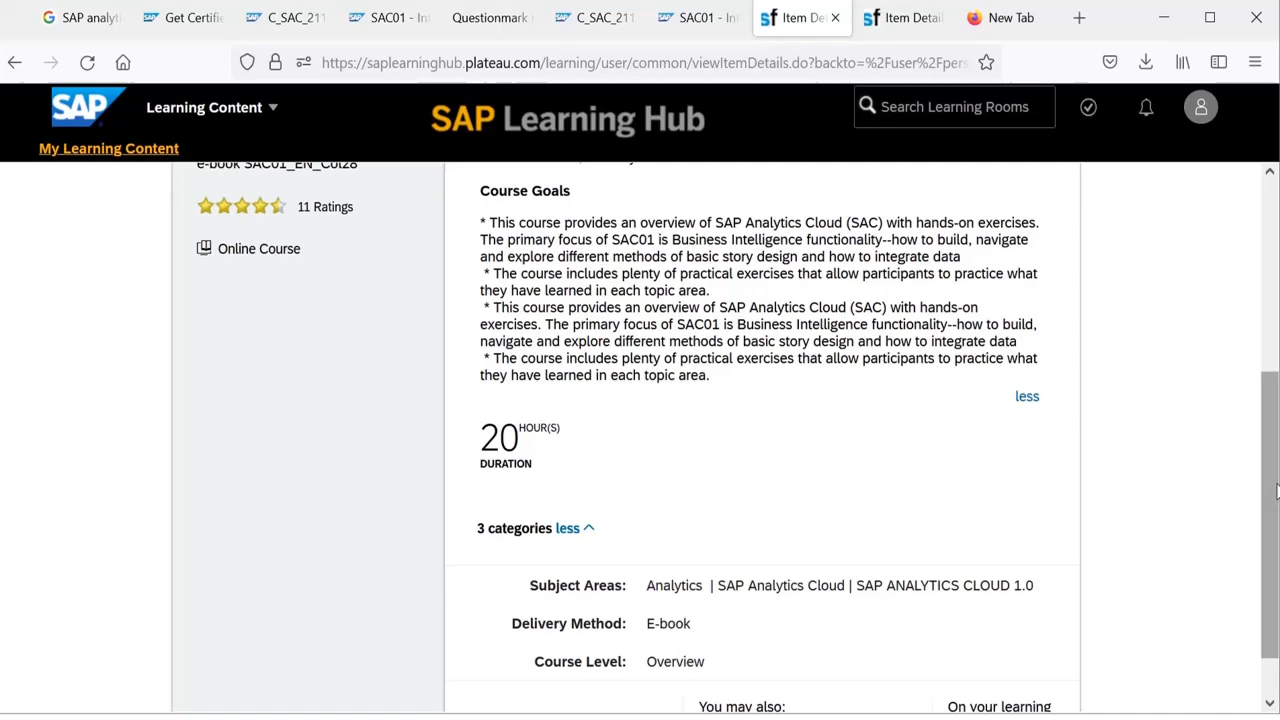 SAP analyti
Get Certifie
C_SAC_211
SAC01 - Int
Questionmark
C_SAC_211
SAC01 - Int
Item De
Item Detail
New Tab
https://saplearninghub.plateau.com/learning/user/common/viewItemDetails.do?backto=%2Fuser%2Fpers
SAP
Learning Content
SAP Learning Hub
Search Learning Rooms
My Learning Content
e-book SAC01_EN_Col28
Course Goals
11 Ratings
* This course provides an overview of SAP Analytics Cloud (SAC) with hands-on exercises.
The primary focus of SAC01 is Business Intelligence functionality--how to build, navigate
Online Course
and explore different methods of basic story design and how to integrate data
* The course includes plenty of practical exercises that allow participants to practice what
they have learned in each topic area.
* This course provides an overview of SAP Analytics Cloud (SAC) with hands-on
exercises. The primary focus of SAC01 is Business Intelligence functionality--how to build,
navigate and explore different methods of basic story design and how to integrate data
* The course includes plenty of practical exercises that allow participants to practice what
they have learned in each topic area.
less
20 HOUR(S)
DURATION
3 categories less
Subject Areas: Analytics | SAP Analytics Cloud | SAP ANALYTICS CLOUD 1.0
Delivery Method: E-book
Course Level: Overview
You may also:
On your learning